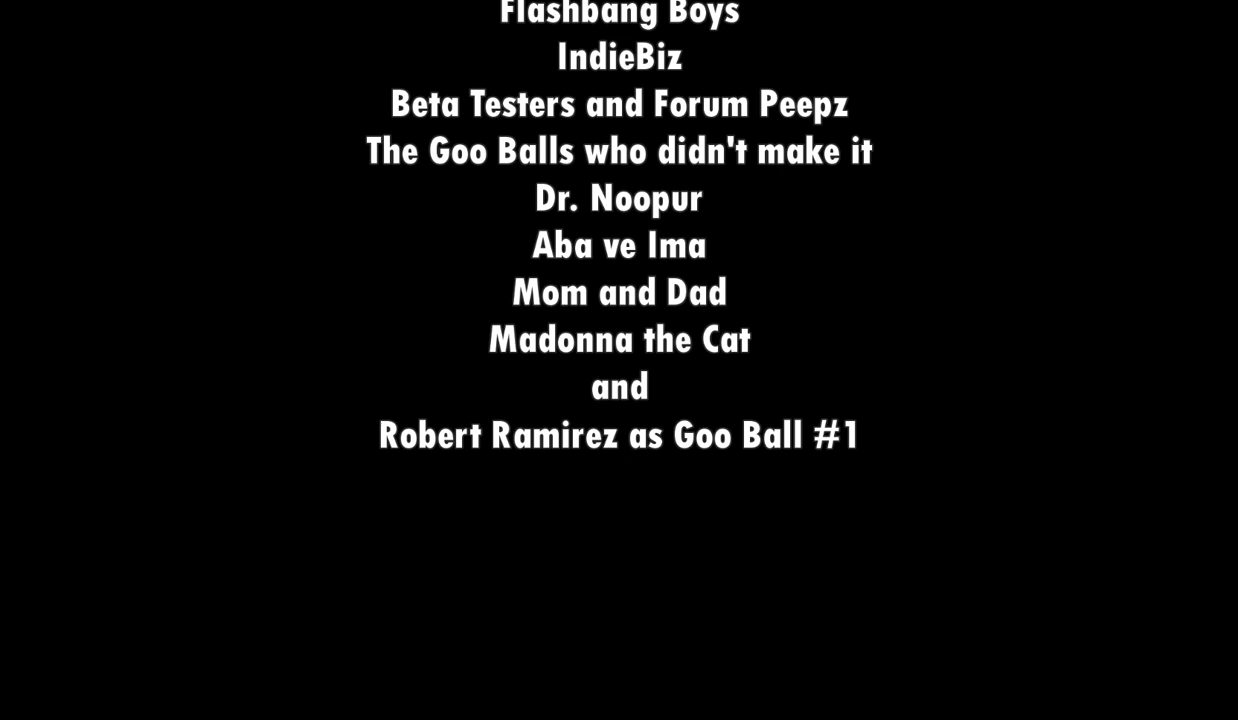 Flashbang Boys
IndieBiz
Beta Testers and Forum Peepz
The Goo Balls who didn't make it
Dr. Noopur
Aba ve Ima
Mom and Dad
Madonna the Cat
and
Robert Ramirez as Goo Ball #1